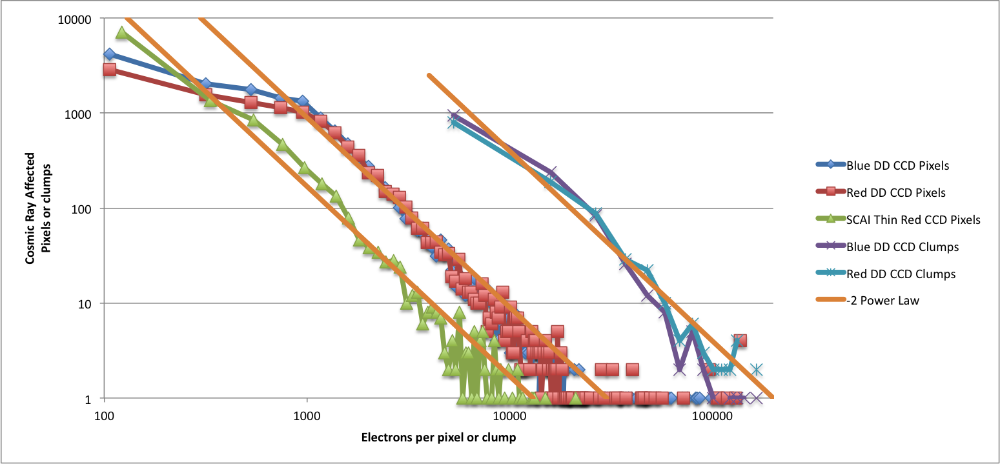 10000
1000
100
10
1
100
1000
10000
100000
Cosmic Ray Affected
Pixels or clumps
Electrons per pixel or clump
Blue DD CCD Pixels
Red DD CCD Pixels
SCAI Thin Red CCD Pixels
Blue DD CCD Clumps
Red DD CCD Clumps
-2 Power Law